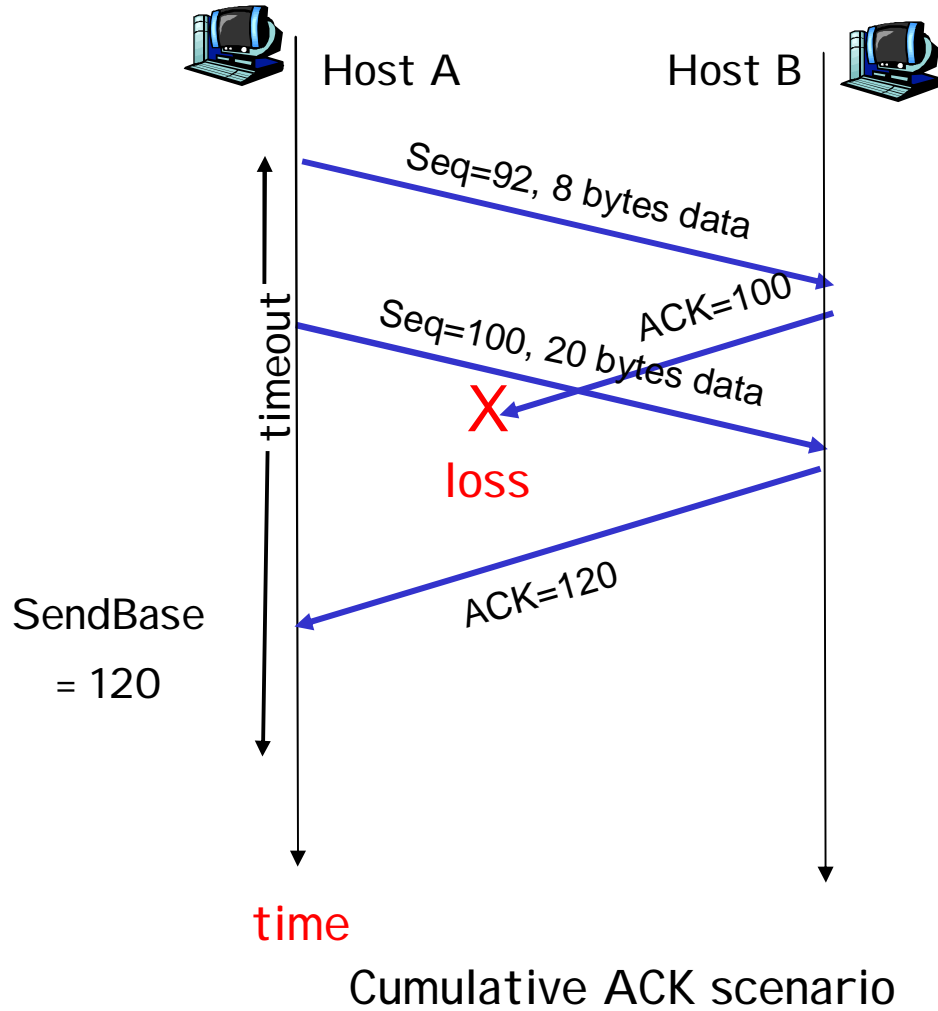 Host A
Host B
Seq=92, 8 bytes data
ACK=100
timeout
Seq=100, 20 bytes data
X
loss
ACK=120
SendBase
= 120
time
Cumulative ACK scenario